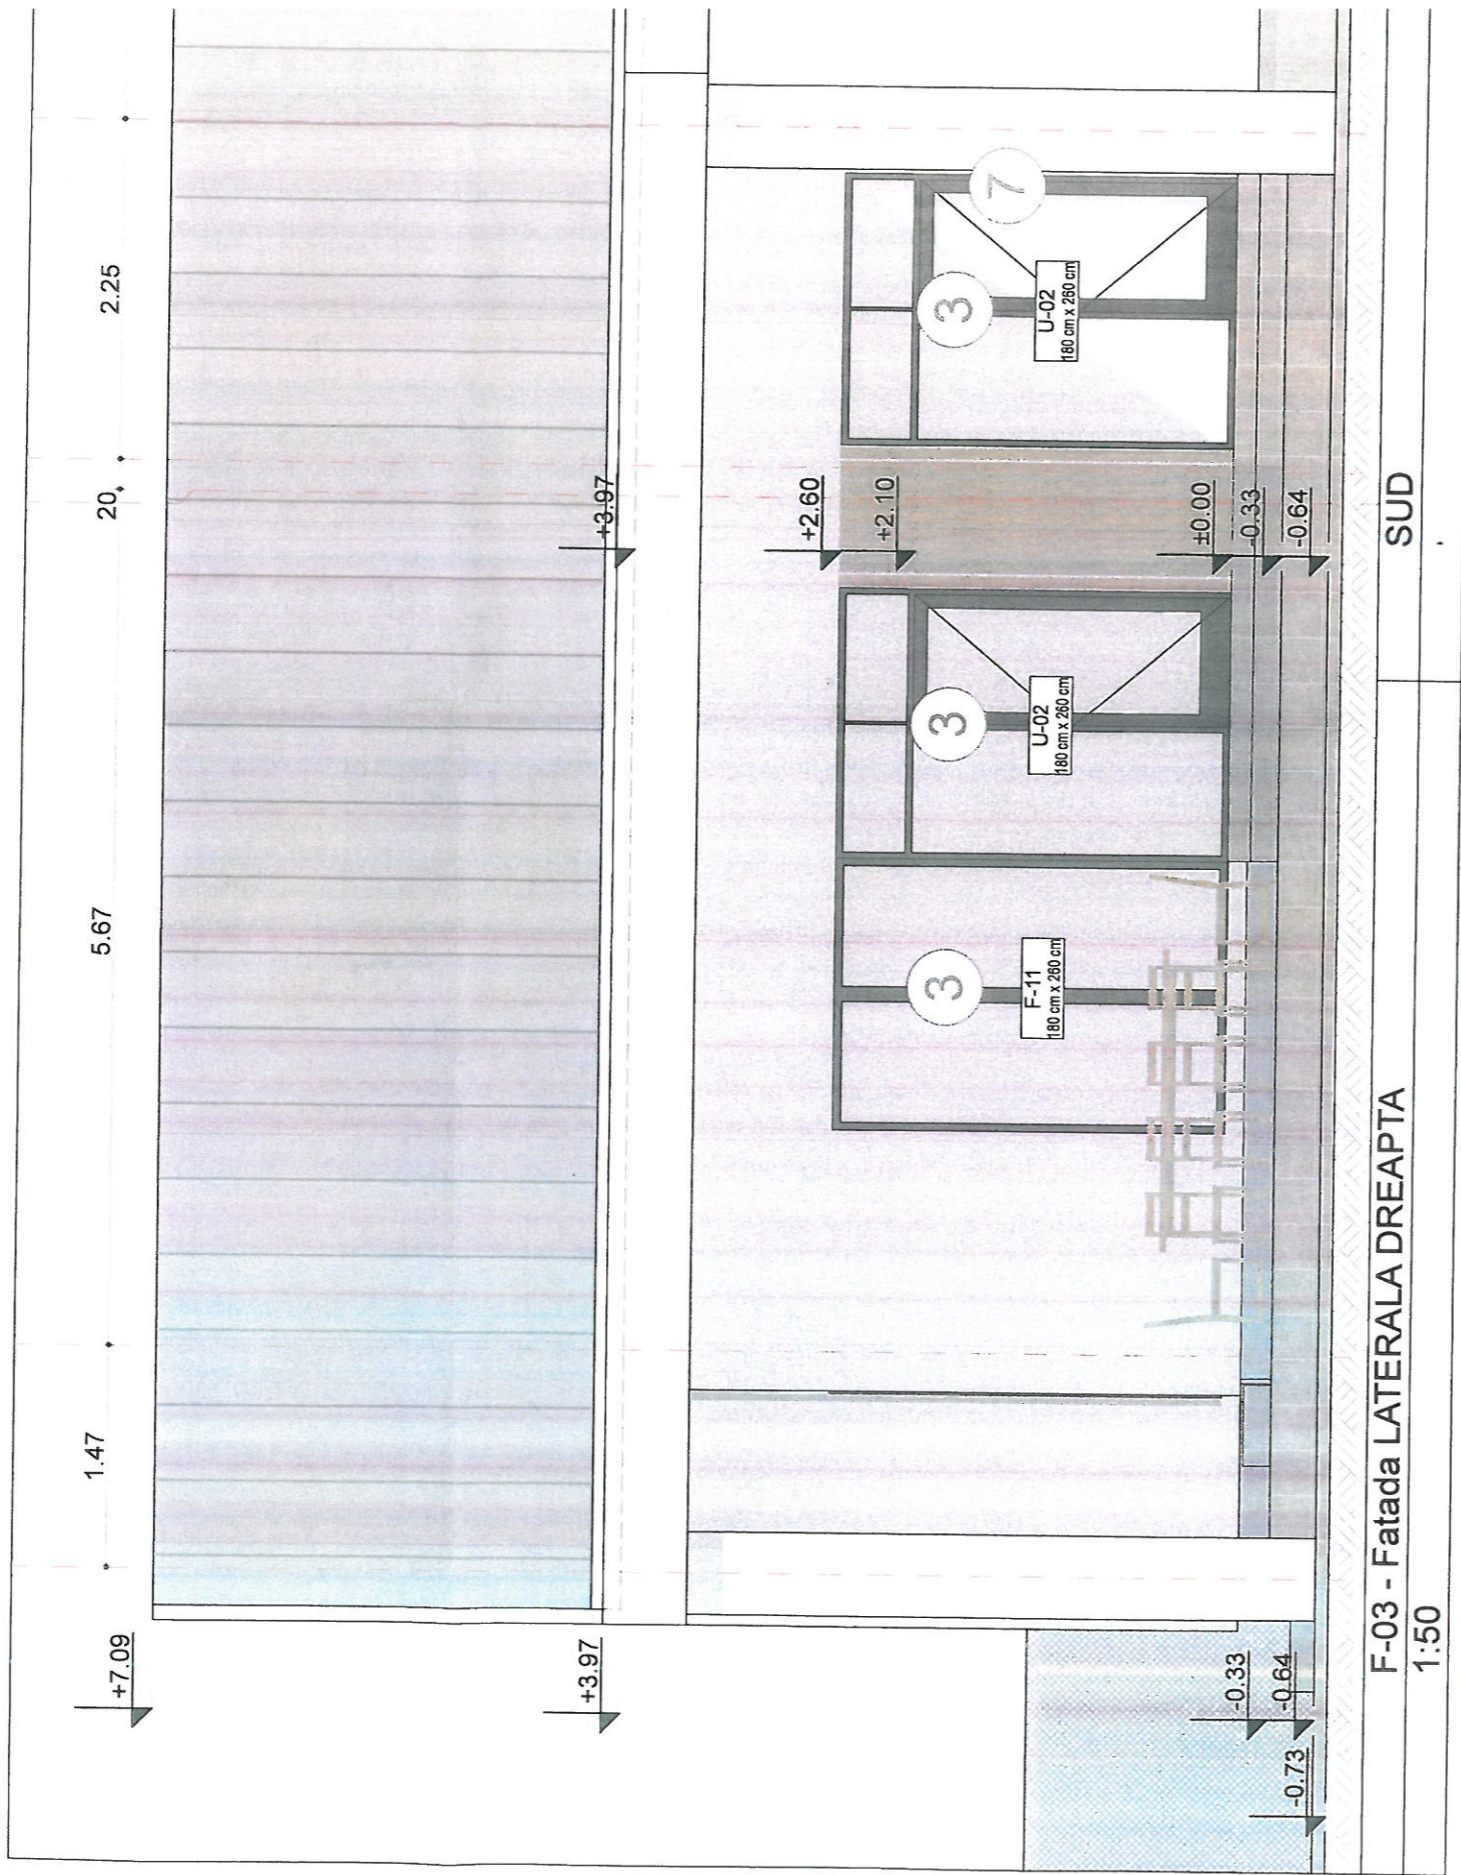 1.47
5.67
20
2.25
+7.09
+3.97
+3.97
+2.60
+2.10
±0.00
-0.33
-0.64
3
F-11
180 cm x 260 cm
3
U-02
180 cm x 260 cm
3
U-02
180 cm x 260 cm
7
-0.33
-0.64
-0.73
F-03 - Fatada LATERALA DREAPTA
SUD
1:50